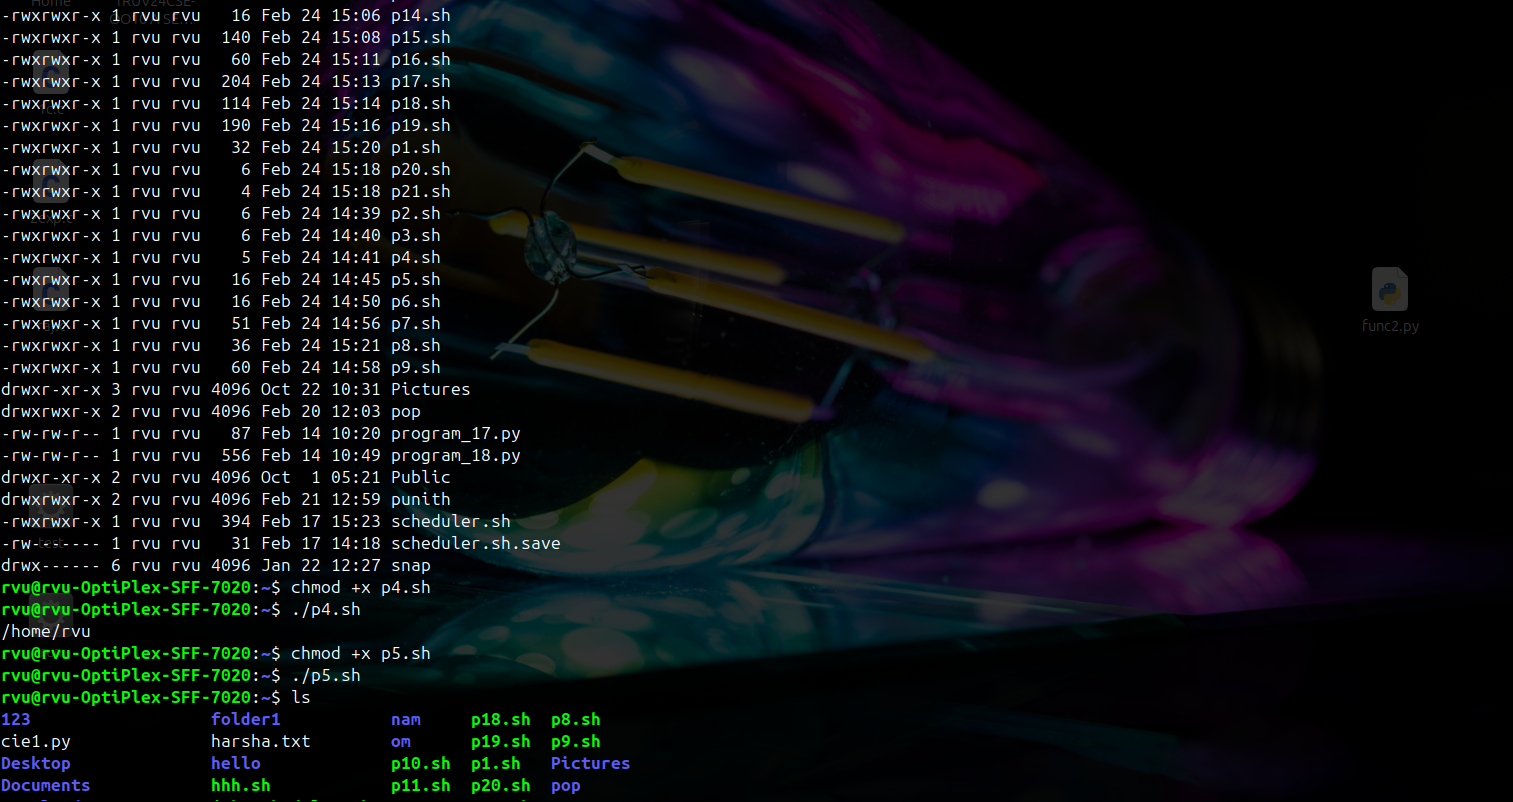 Home
-rwxrwxr-x 1 rvu rvu   16 Feb 24 15:06 p14.sh
-rwxrwxr-x 1 rvu rvu  140 Feb 24 15:08 p15.sh
-rwxrwxr-x 1 rvu rvu   60 Feb 24 15:11 p16.sh
-rwxrwxr-x 1 rvu rvu  204 Feb 24 15:13 p17.sh
-rwxrwxr-x 1 rvu rvu  114 Feb 24 15:14 p18.sh
-rwxrwxr-x 1 rvu rvu  190 Feb 24 15:16 p19.sh
-rwxrwxr-x 1 rvu rvu   32 Feb 24 15:20 p1.sh
-rwxrwxr-x 1 rvu rvu    6 Feb 24 15:18 p20.sh
-rwxrwxr-x 1 rvu rvu    4 Feb 24 15:18 p21.sh
-rwxrwxr-x 1 rvu rvu    6 Feb 24 14:39 p2.sh
-rwxrwxr-x 1 rvu rvu    6 Feb 24 14:40 p3.sh
-rwxrwxr-x 1 rvu rvu    5 Feb 24 14:41 p4.sh
-rwxrwxr-x 1 rvu rvu   16 Feb 24 14:45 p5.sh
-rwxrwxr-x 1 rvu rvu   16 Feb 24 14:50 p6.sh
-rwxrwxr-x 1 rvu rvu   51 Feb 24 14:56 p7.sh
-rwxrwxr-x 1 rvu rvu   36 Feb 24 15:21 p8.sh
-rwxrwxr-x 1 rvu rvu   60 Feb 24 14:58 p9.sh
drwxr-xr-x 3 rvu rvu 4096 Oct 22 10:31 Pictures
drwxrwxr-x 2 rvu rvu 4096 Feb 20 12:03 pop
-rw-rw-r-- 1 rvu rvu   87 Feb 14 10:20 program_17.py
-rw-rw-r-- 1 rvu rvu  556 Feb 14 10:49 program_18.py
drwxr-xr-x 2 rvu rvu 4096 Oct  1 05:21 Public
drwxrwxr-x 2 rvu rvu 4096 Feb 21 12:59 punith
-rwxrwxr-x 1 rvu rvu  394 Feb 17 15:23 scheduler.sh
-rw------- 1 rvu rvu   31 Feb 17 14:18 scheduler.sh.save
drwx------ 6 rvu rvu 4096 Jan 22 12:27 snap
rvu@rvu-OptiPlex-SFF-7020:~$ chmod +x p4.sh
rvu@rvu-OptiPlex-SFF-7020:~$ ./p4.sh
/home/rvu
rvu@rvu-OptiPlex-SFF-7020:~$ chmod +x p5.sh
rvu@rvu-OptiPlex-SFF-7020:~$ ./p5.sh
rvu@rvu-OptiPlex-SFF-7020:~$ ls
123 folder1 nam p18.sh p8.sh
cie1.py harsha.txt om p19.sh p9.sh
Desktop hello p10.sh p1.sh Pictures
Documents hhh.sh p11.sh p20.sh pop
func2.py